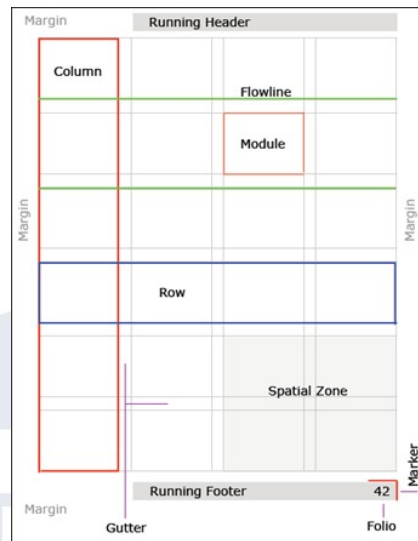 Margin
Running Header
Column
Flowline
Module
Margin
Margin
Row
Spatial Zone
Marker
Running Footer
42
Margin
Gutter
Folio